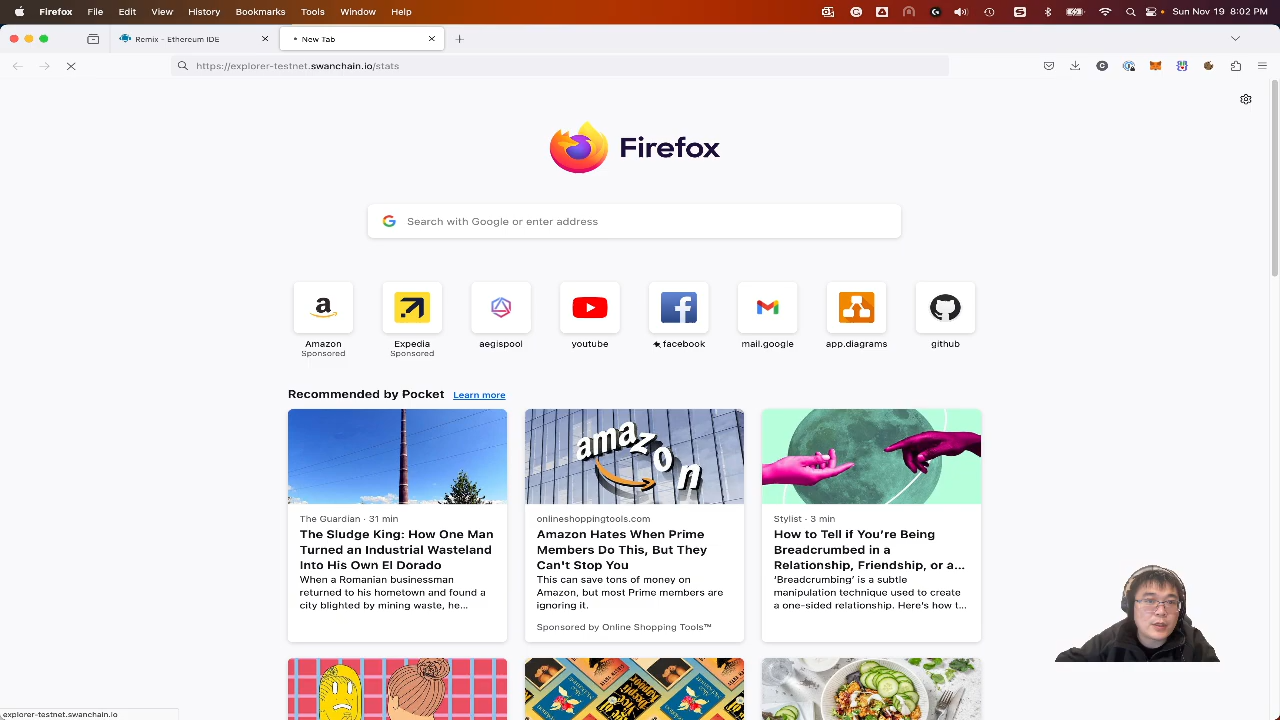 Firefox File Edit View History Bookmarks Tools Window Help Sun Nov 19 8:02 PM
Remix - Ethereum IDE New Tab
https://explorer-testnet.swanchain.io/stats
Firefox
Search with Google or enter address
Amazon
Sponsored
Expedia
Sponsored
aegispool
youtube
facebook
mail.google
app.diagrams
github
Recommended by Pocket Learn more
amazon
The Guardian · 31 min
The Sludge King: How One Man
Turned an Industrial Wasteland
Into His Own El Dorado
When a Romanian businessman
returned to his hometown and found a
city blighted by mining waste, he...
onlineshoppingtools.com
Amazon Hates When Prime
Members Do This, But They
Can't Stop You
This can save tons of money on
Amazon, but most Prime members are
ignoring it.
Sponsored by Online Shopping Tools™
Stylist · 3 min
How to Tell if You’re Being
Breadcrumbed in a
Relationship, Friendship, or a...
‘Breadcrumbing’ is a subtle
manipulation technique used to create
a one-sided relationship. Here's how t...
explorer-testnet.swanchain.io